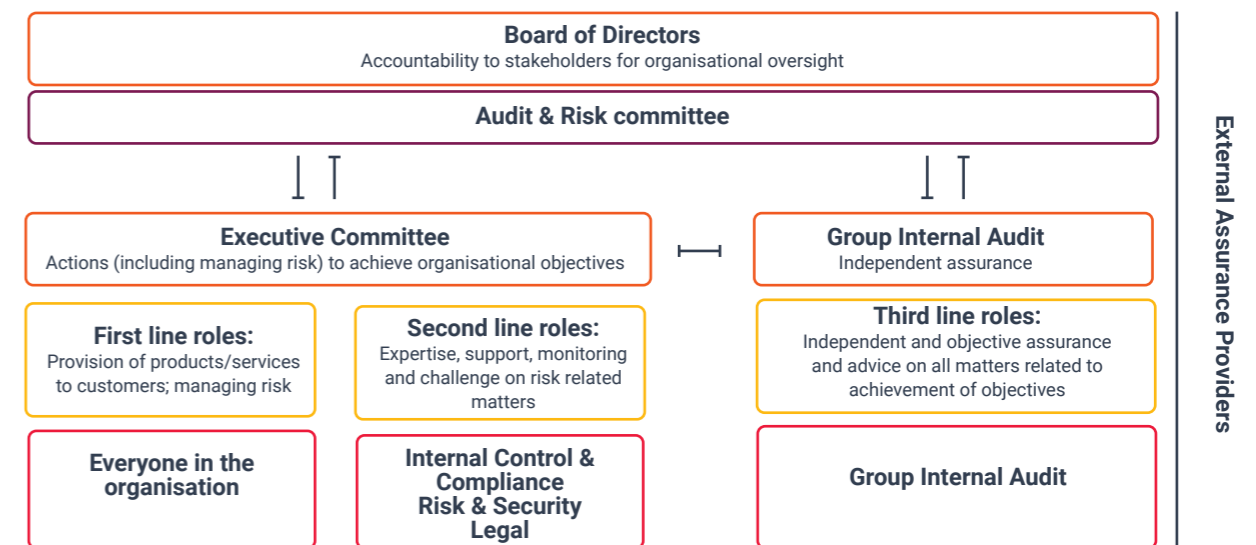 Board of Directors
Accountability to stakeholders for organisational oversight
Audit & Risk committee
Executive Committee
Actions (including managing risk) to achieve organisational objectives
Group Internal Audit
Independent assurance
First line roles:
Provision of products/services
to customers; managing risk
Second line roles:
Expertise, support, monitoring
and challenge on risk related
matters
Third line roles:
Independent and objective assurance
and advice on all matters related to
achievement of objectives
Everyone in the
organisation
Internal Control &
Compliance
Risk & Security
Legal
Group Internal Audit
External Assurance Providers